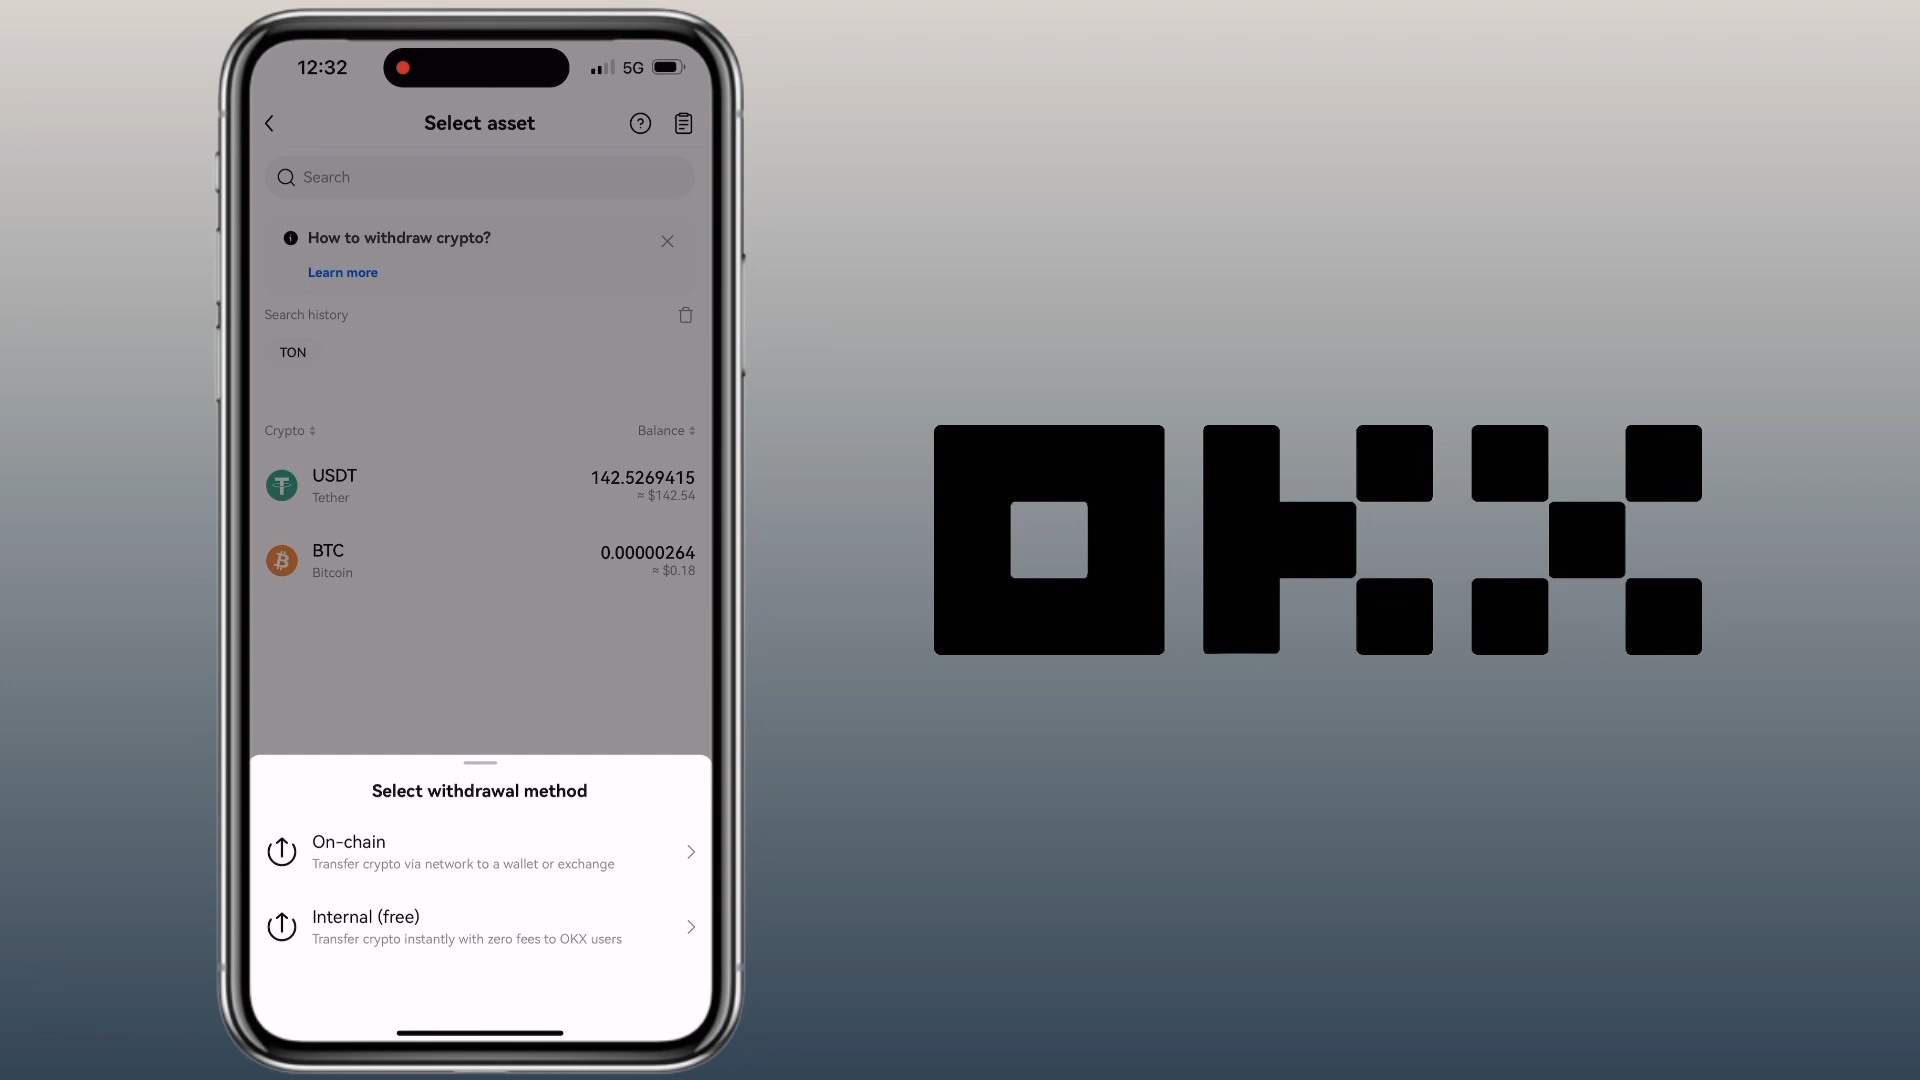 12:32
5G
Select asset
Search
How to withdraw crypto?
Learn more
Search history
TON
Crypto
Balance
USDT
142.5269415
Tether
≈ $142.54
BTC
0.00000264
Bitcoin
≈ $0.18
Select withdrawal method
On-chain
Transfer crypto via network to a wallet or exchange
Internal (free)
Transfer crypto instantly with zero fees to OKX users
OKX